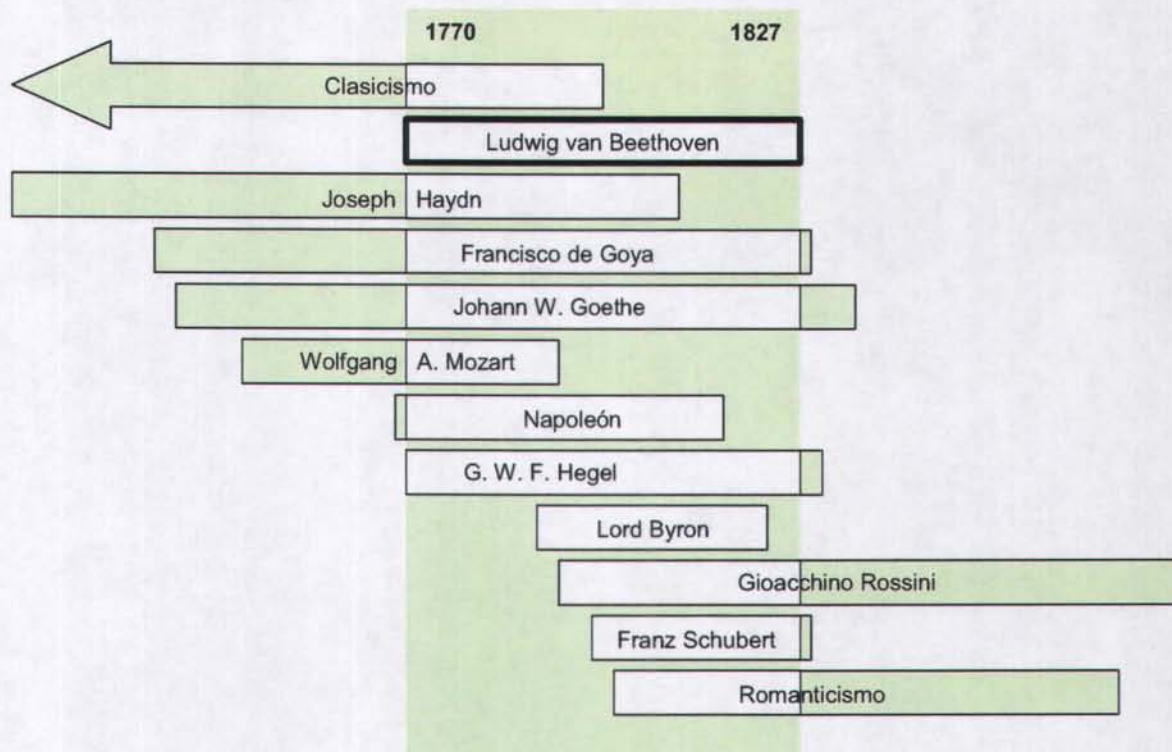 1770 1827
Clasicismo
Ludwig van Beethoven
Joseph Haydn
Francisco de Goya
Johann W. Goethe
Wolfgang A. Mozart
Napoleón
G. W. F. Hegel
Lord Byron
Gioacchino Rossini
Franz Schubert
Romanticismo